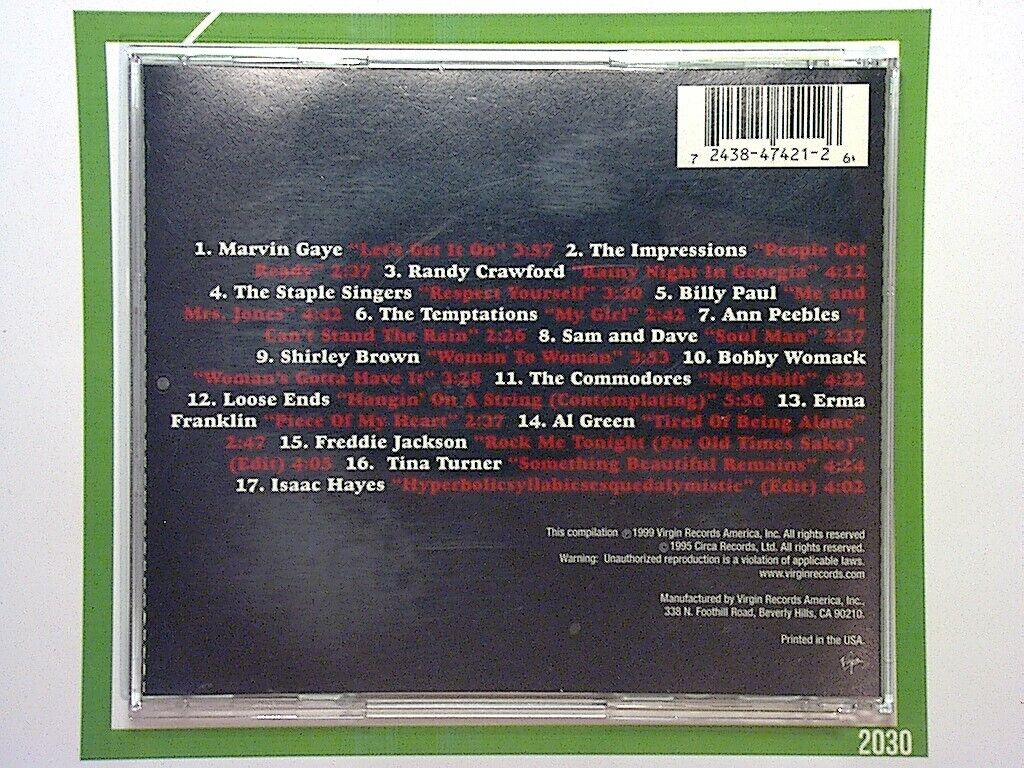 7 2438-47421-2 6
1. Marvin Gaye "Let's Get It On" 3:57 2. The Impressions "People Get
Ready" 2:37 3. Randy Crawford "Rainy Night In Georgia" 4:12
4. The Staple Singers "Respect Yourself" 3:30 5. Billy Paul "Me and
Mrs. Jones" 4:42 6. The Temptations "My Girl" 2:42 7. Ann Peebles "I
Can't Stand The Rain" 2:26 8. Sam and Dave "Soul Man" 2:37
9. Shirley Brown "Woman To Woman" 3:53 10. Bobby Womack
"Woman's Gotta Have It" 3:28 11. The Commodores "Nightshift" 4:22
12. Loose Ends "Hangin' On A String (Contemplating)" 5:56 13. Erma
Franklin "Piece Of My Heart" 2:37 14. Al Green "Tired Of Being Alone"
2:47 15. Freddie Jackson "Rock Me Tonight (For Old Times Sake)"
(Edit) 4:05 16. Tina Turner "Something Beautiful Remains" 4:24
17. Isaac Hayes "Hyperbolicsyllabicsesquedalymistic" (Edit) 4:02
This compilation ℗1999 Virgin Records America, Inc. All rights reserved
©1995 Circa Records, Ltd. All rights reserved.
Warning: Unauthorized reproduction is a violation of applicable laws.
www.virginrecords.com
Manufactured by Virgin Records America, Inc.,
338 N. Foothill Road, Beverly Hills, CA 90210.
Printed in the USA.
Virgin
2030